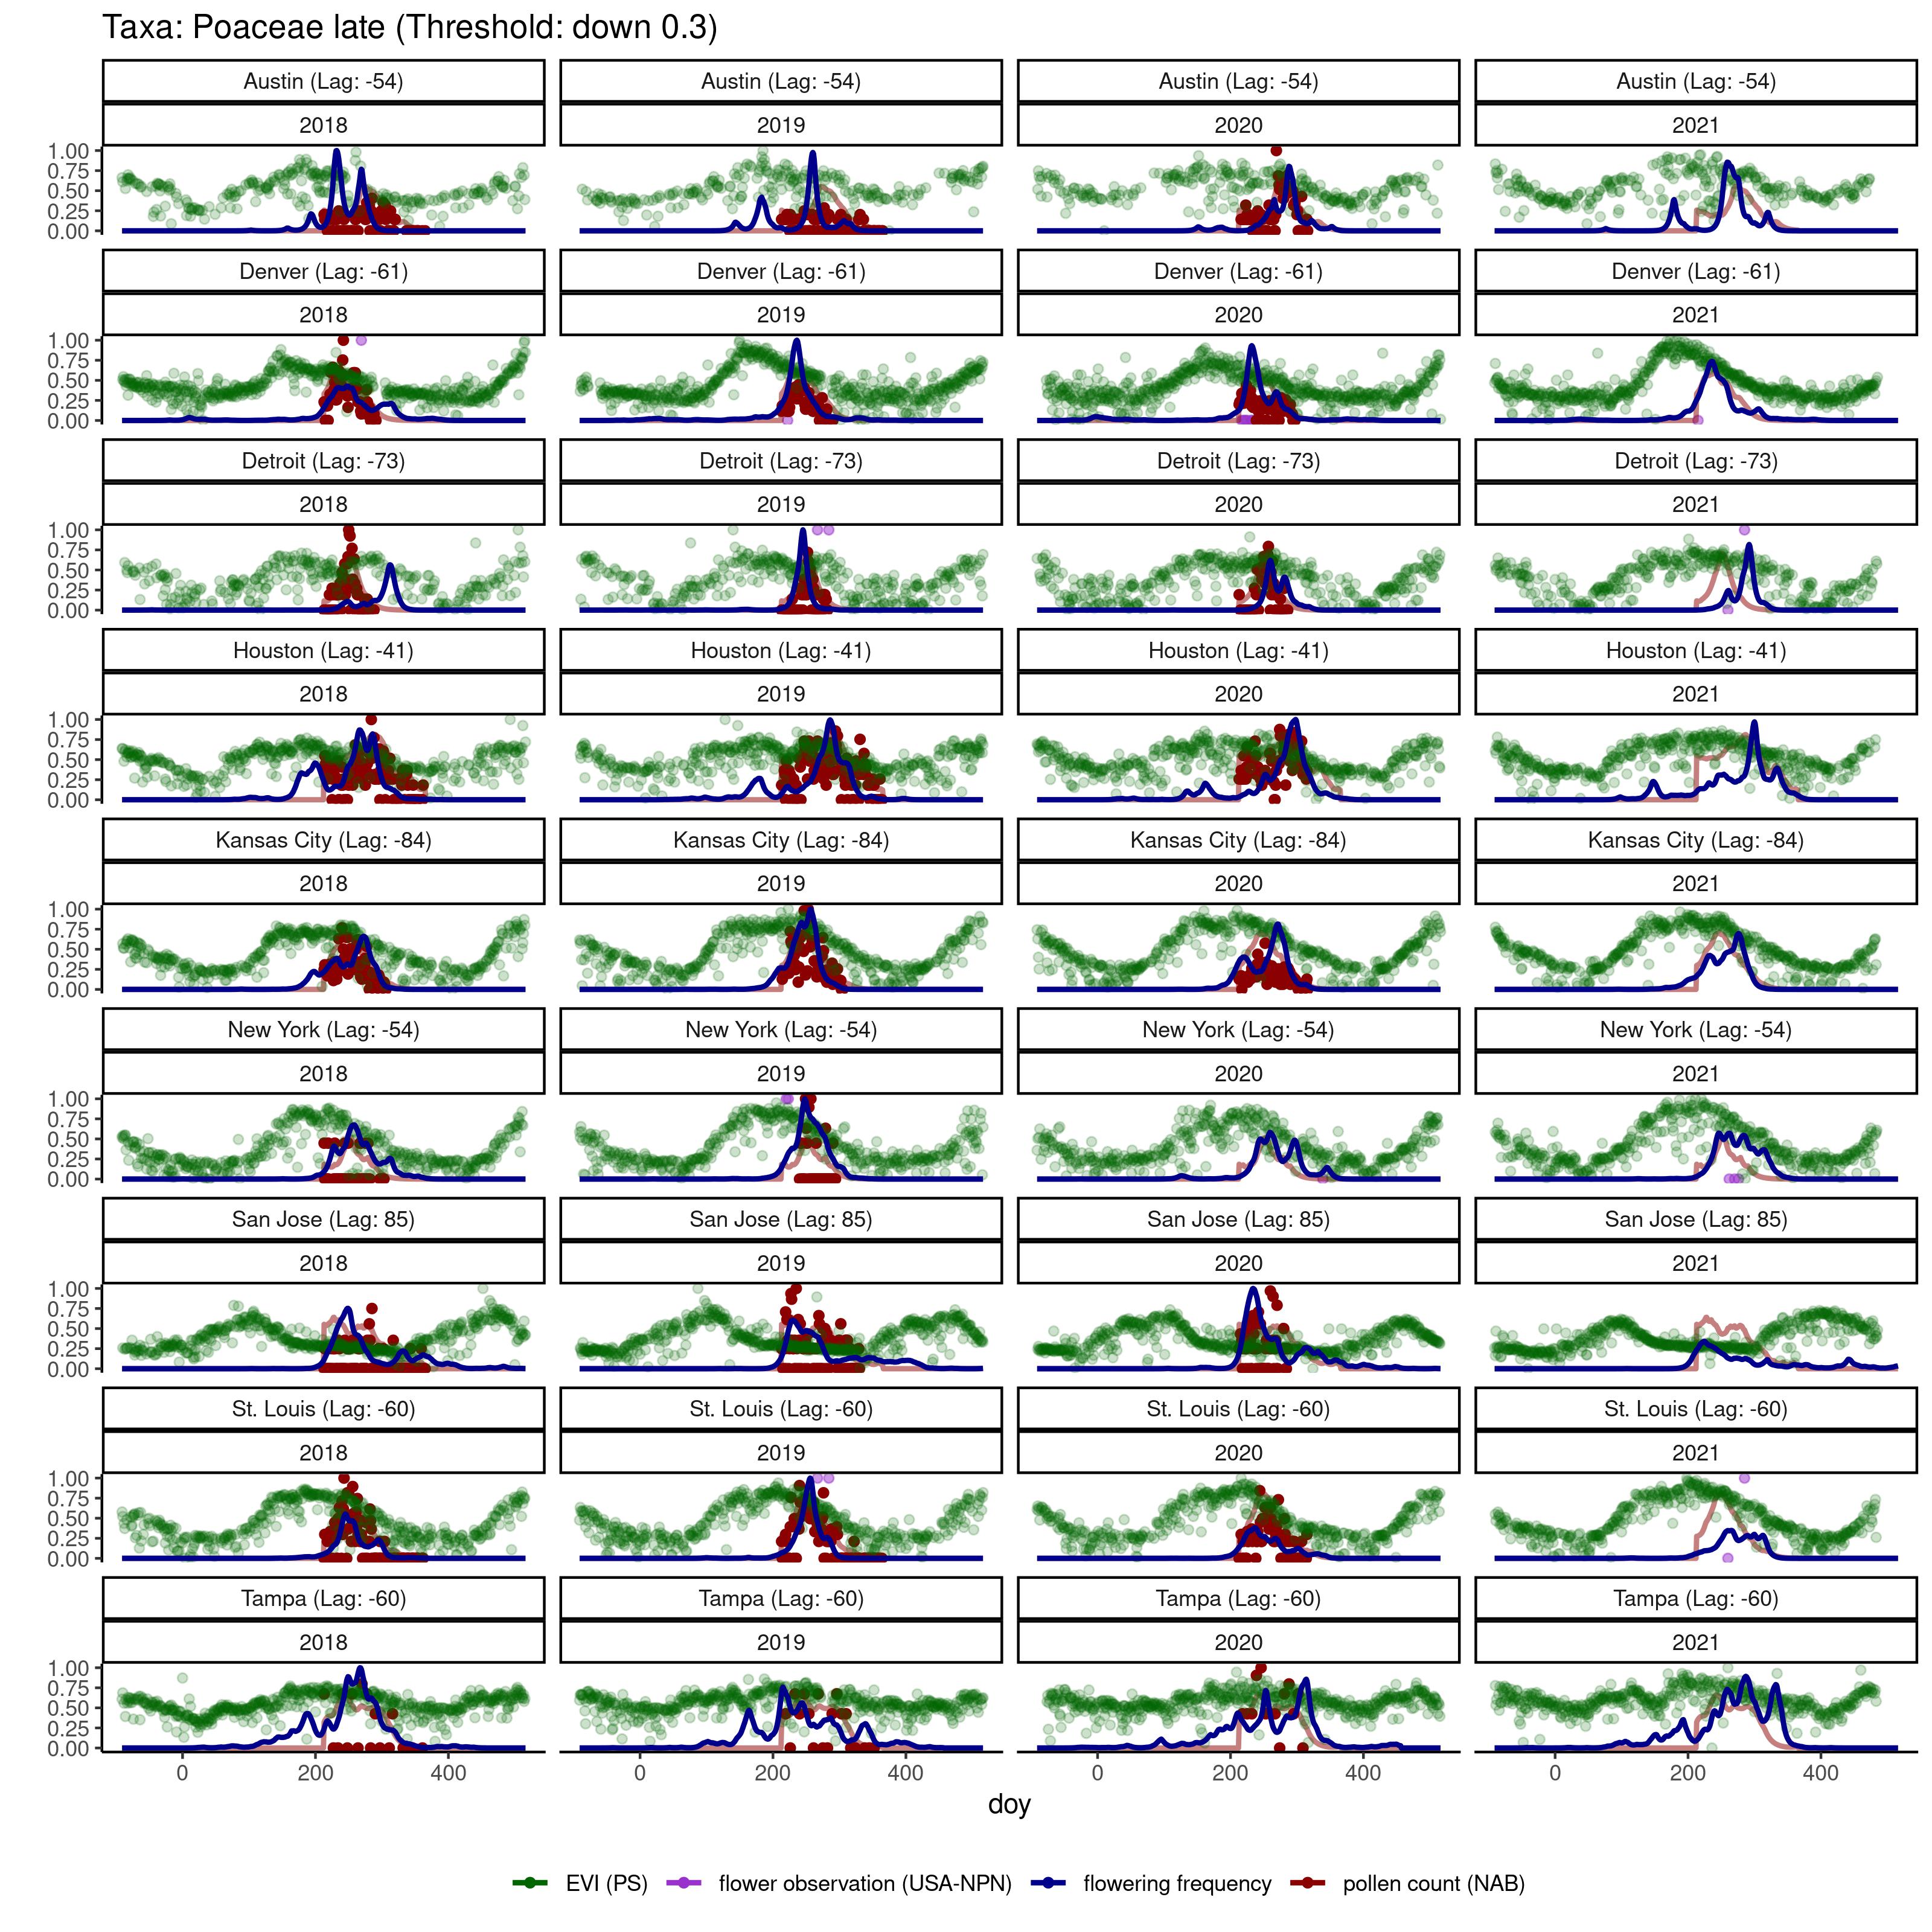 Taxa: Poaceae late (Threshold: down 0.3)
Austin (Lag: -54) Austin (Lag: -54) Austin (Lag: -54) Austin (Lag: -54)
2018 2019 2020 2021
1.00
0.75
0.50
0.25
0.00
Denver (Lag: -61) Denver (Lag: -61) Denver (Lag: -61) Denver (Lag: -61)
2018 2019 2020 2021
1.00
0.75
0.50
0.25
0.00
Detroit (Lag: -73) Detroit (Lag: -73) Detroit (Lag: -73) Detroit (Lag: -73)
2018 2019 2020 2021
1.00
0.75
0.50
0.25
0.00
Houston (Lag: -41) Houston (Lag: -41) Houston (Lag: -41) Houston (Lag: -41)
2018 2019 2020 2021
1.00
0.75
0.50
0.25
0.00
Kansas City (Lag: -84) Kansas City (Lag: -84) Kansas City (Lag: -84) Kansas City (Lag: -84)
2018 2019 2020 2021
1.00
0.75
0.50
0.25
0.00
New York (Lag: -54) New York (Lag: -54) New York (Lag: -54) New York (Lag: -54)
2018 2019 2020 2021
1.00
0.75
0.50
0.25
0.00
San Jose (Lag: 85) San Jose (Lag: 85) San Jose (Lag: 85) San Jose (Lag: 85)
2018 2019 2020 2021
1.00
0.75
0.50
0.25
0.00
St. Louis (Lag: -60) St. Louis (Lag: -60) St. Louis (Lag: -60) St. Louis (Lag: -60)
2018 2019 2020 2021
1.00
0.75
0.50
0.25
0.00
Tampa (Lag: -60) Tampa (Lag: -60) Tampa (Lag: -60) Tampa (Lag: -60)
2018 2019 2020 2021
1.00
0.75
0.50
0.25
0.00
0 200 400 0 200 400 0 200 400 0 200 400
doy
EVI (PS) flower observation (USA-NPN) flowering frequency pollen count (NAB)